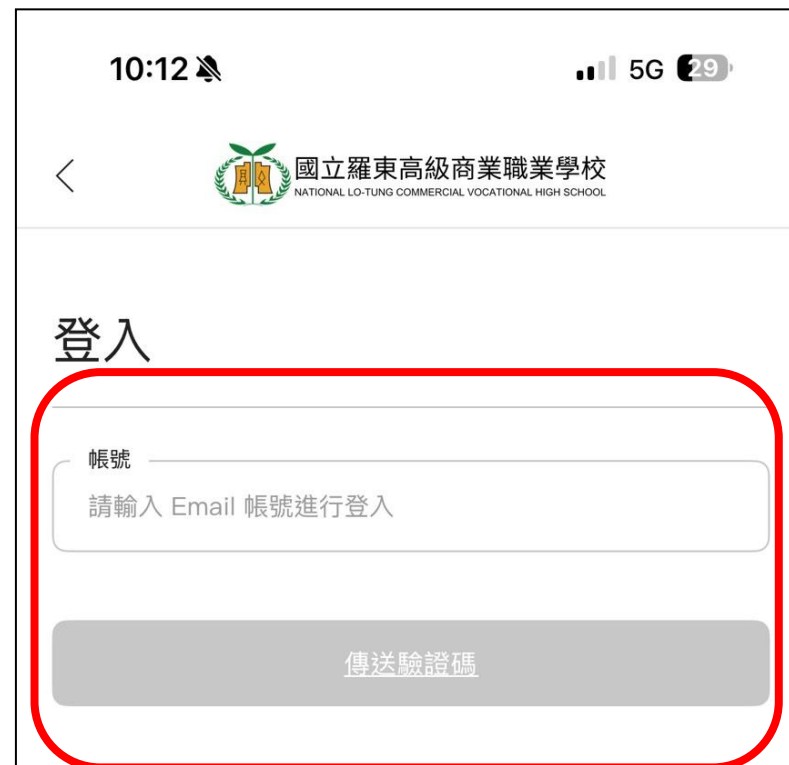 10:12
5G 29
國立羅東高級商業職業學校
NATIONAL LO-TUNG COMMERCIAL VOCATIONAL HIGH SCHOOL
登入
帳號
請輸入 Email 帳號進行登入
傳送驗證碼